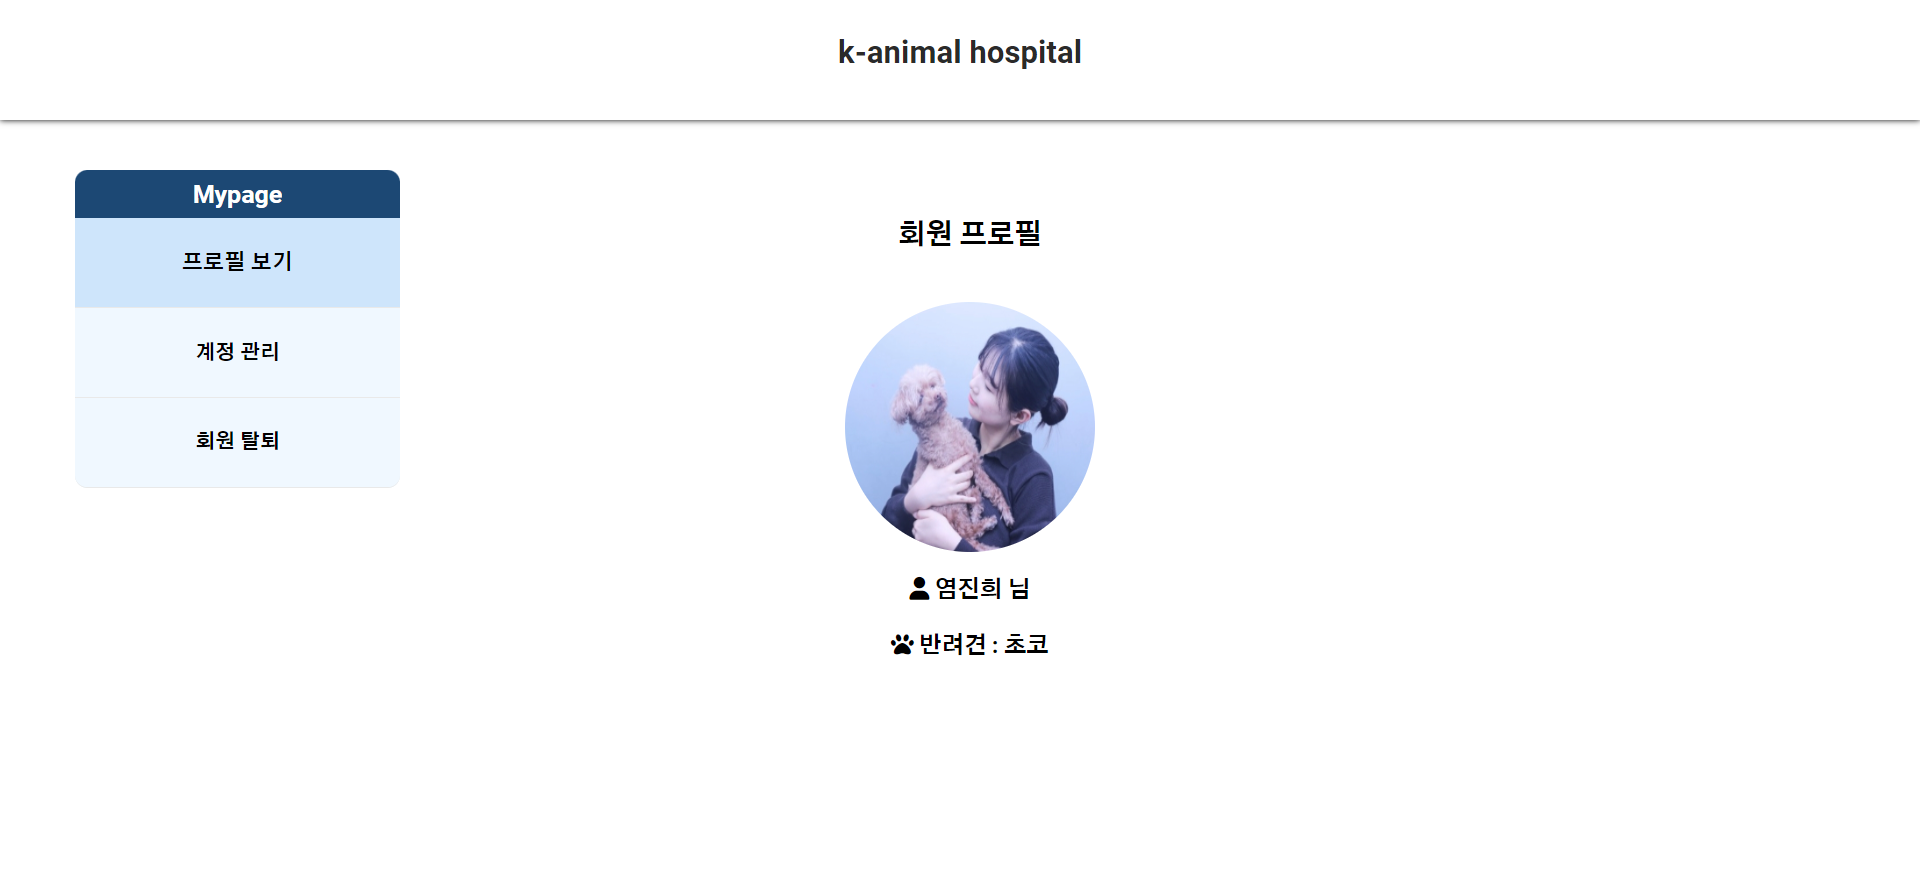 k-animal hospital
Mypage
프로필 보기
계정 관리
회원 탈퇴
회원 프로필
염진희 님
반려견 : 초코